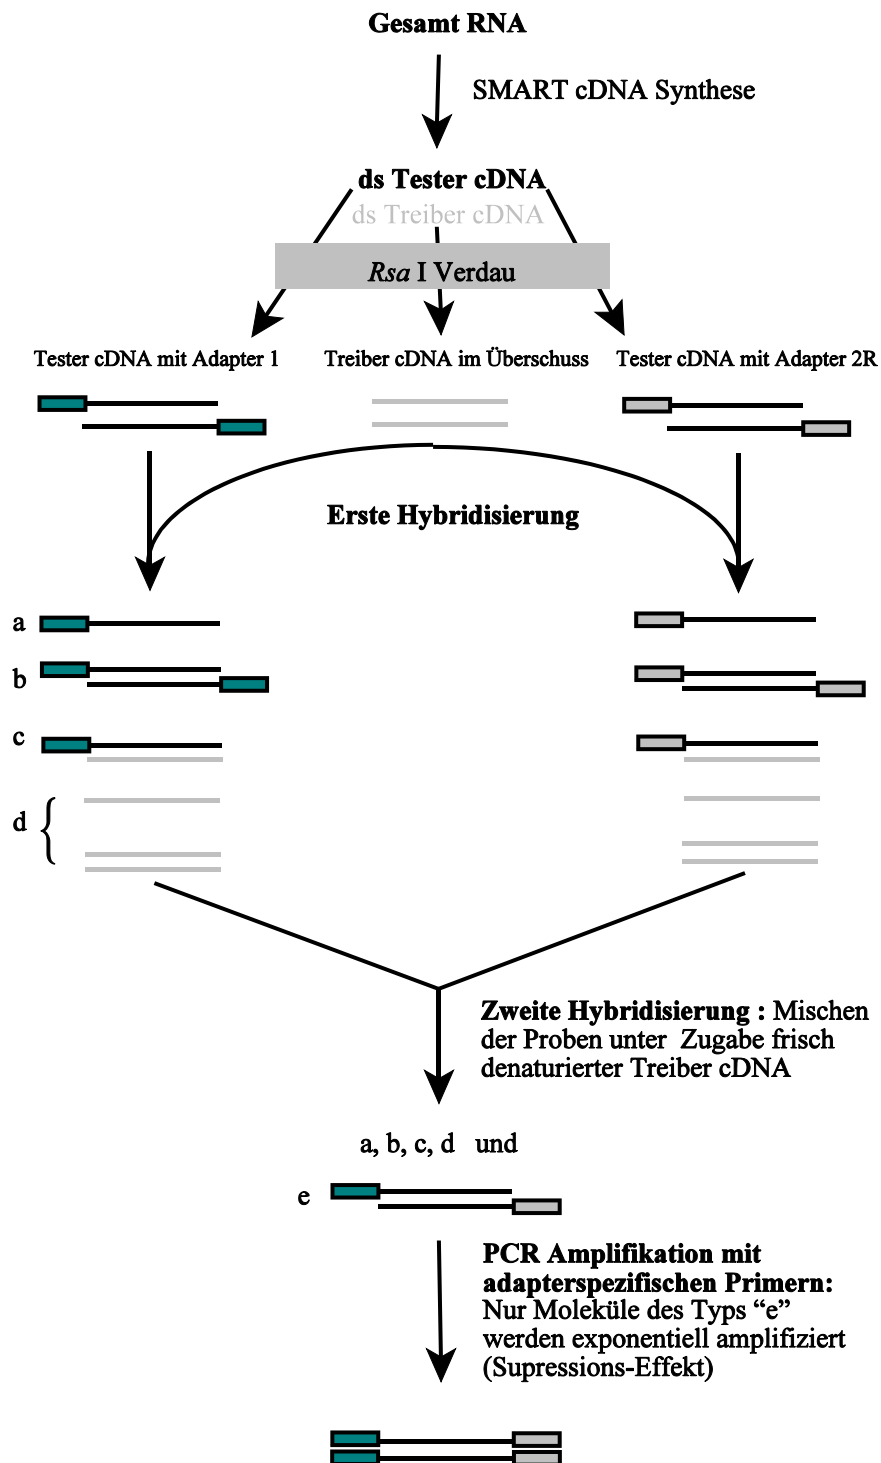 Gesamt RNA
SMART cDNA Synthese
ds Tester cDNA
ds Treiber cDNA
Rsa I Verdau
Tester cDNA mit Adapter 1
Treiber cDNA im Überschuss
Tester cDNA mit Adapter 2R
Erste Hybridisierung
a
b
c
d {
Zweite Hybridisierung : Mischen
der Proben unter Zugabe frisch
denaturierter Treiber cDNA
a, b, c, d und
e
PCR Amplifikation mit
adapterspezifischen Primern:
Nur Moleküle des Typs “e”
werden exponentiell amplifiziert
(Supressions-Effekt)